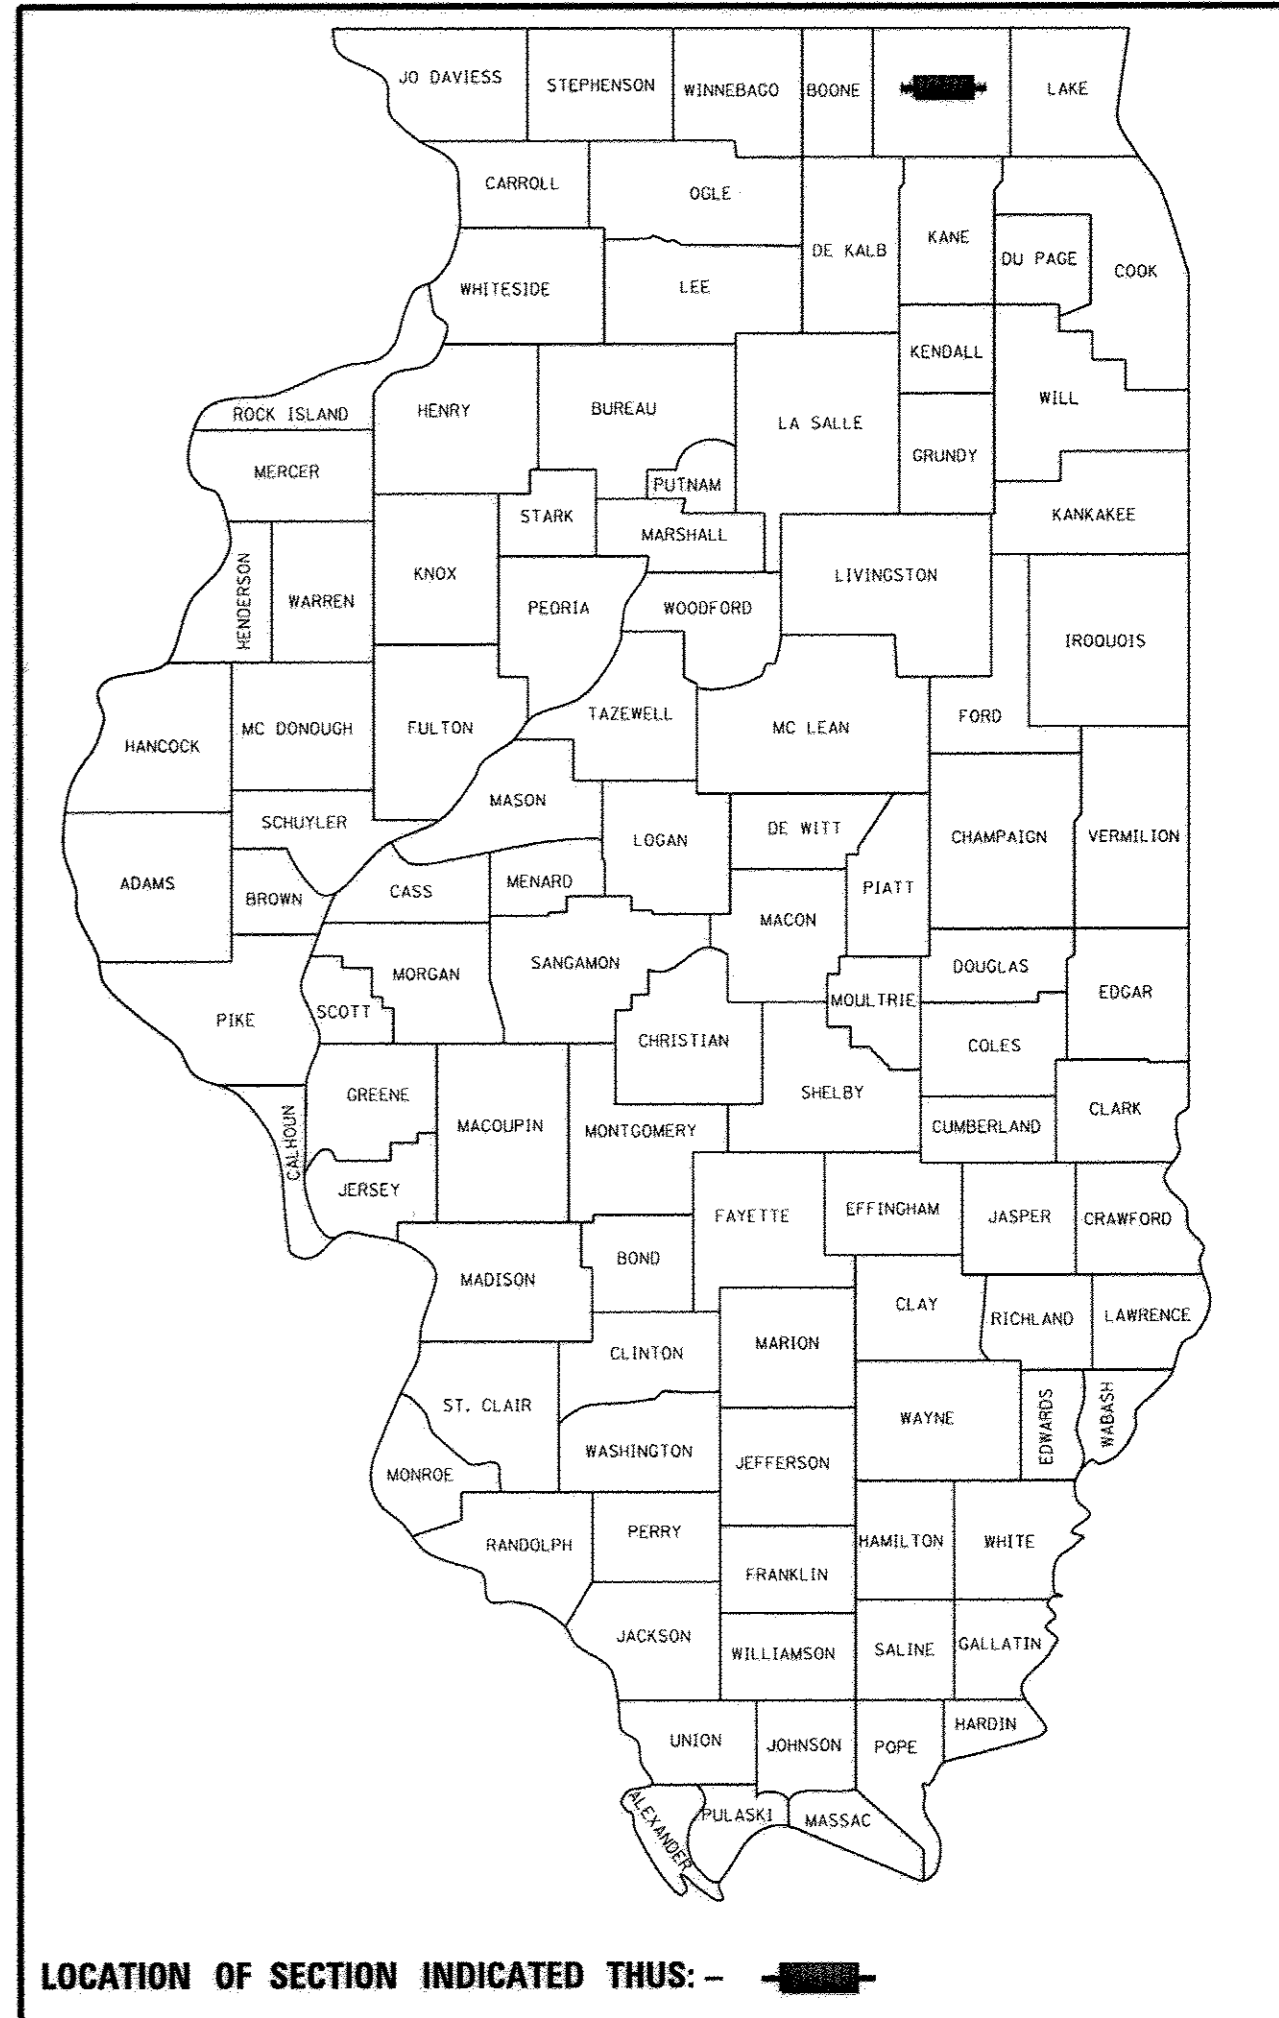 JO DAVIESS
STEPHENSON
WINNEBAGO
BOONE
LAKE
CARROLL
OGLE
DE KALB
KANE
DU PAGE
COOK
WHITESIDE
LEE
KENDALL
WILL
ROCK ISLAND
HENRY
BUREAU
LA SALLE
GRUNDY
MERCER
PUTNAM
STARK
MARSHALL
KANKAKEE
HENDERSON
WARREN
KNOX
PEORIA
WOODFORD
LIVINGSTON
IROQUOIS
HANCOCK
MC DONOUGH
FULTON
TAZEWELL
MC LEAN
FORD
SCHUYLER
MASON
LOGAN
DE WITT
CHAMPAIGN
VERMILION
ADAMS
BROWN
CASS
MENARD
MACON
PIATT
PIKE
SCOTT
MORGAN
SANGAMON
CHRISTIAN
MOULTRIE
DOUGLAS
EDGAR
COLES
CALHOUN
GREENE
MACOUPIN
MONTGOMERY
SHELBY
CUMBERLAND
CLARK
JERSEY
FAYETTE
EFFINGHAM
JASPER
CRAWFORD
MADISON
BOND
CLAY
RICHLAND
LAWRENCE
CLINTON
MARION
ST. CLAIR
WAYNE
EDWARDS
WABASH
MONROE
WASHINGTON
JEFFERSON
RANDOLPH
PERRY
HAMILTON
WHITE
FRANKLIN
JACKSON
WILLIAMSON
SALINE
GALLATIN
UNION
JOHNSON
POPE
HARDIN
ALEXANDER
PULASKI
MASSAC
LOCATION OF SECTION INDICATED THUS: –